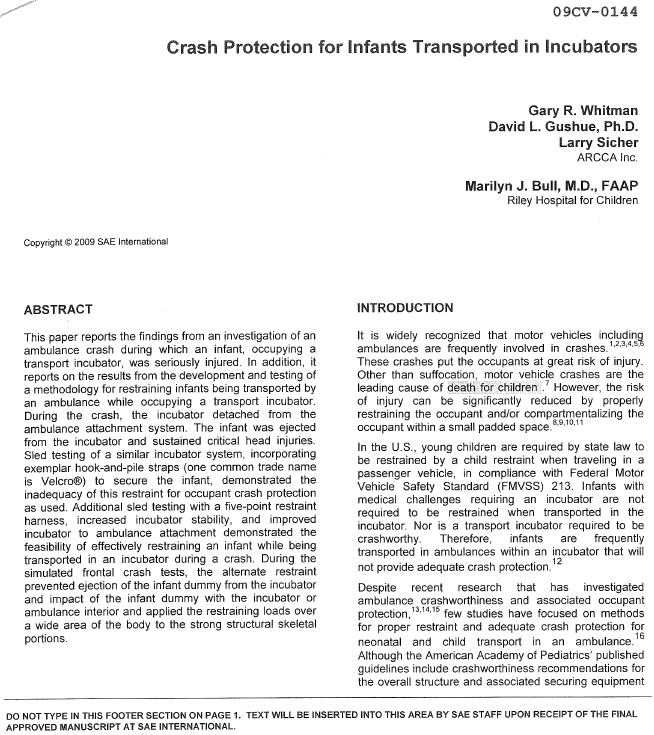 09CV-0144
Crash Protection for Infants Transported in Incubators
Gary R. Whitman
David L. Gushue, Ph.D.
Larry Sicher
ARCCA Inc.
Marilyn J. Bull, M.D., FAAP
Riley Hospital for Children
Copyright © 2009 SAE International
ABSTRACT
This paper reports the findings from an investigation of an
ambulance crash during which an infant, occupying a
transport incubator, was seriously injured. In addition, it
reports on the results from the development and testing of
a methodology for restraining infants being transported by
an ambulance while occupying a transport incubator.
During the crash, the incubator detached from the
ambulance attachment system. The infant was ejected
from the incubator and sustained critical head injuries.
Sled testing of a similar incubator system, incorporating
exemplar hook-and-pile straps (one common trade name
is Velcro®) to secure the infant, demonstrated the
inadequacy of this restraint for occupant crash protection
as used. Additional sled testing with a five-point restraint
harness, increased incubator stability, and improved
incubator to ambulance attachment demonstrated the
feasibility of effectively restraining an infant while being
transported in an incubator during a crash. During the
simulated frontal crash tests, the alternate restraint
prevented ejection of the infant dummy from the incubator
and impact of the infant dummy with the incubator or
ambulance interior and applied the restraining loads over
a wide area of the body to the strong structural skeletal
portions.
INTRODUCTION
It is widely recognized that motor vehicles including
ambulances are frequently involved in crashes.1,2,3,4,5,6
These crashes put the occupants at great risk of injury.
Other than suffocation, motor vehicle crashes are the
leading cause of death for children.7 However, the risk
of injury can be significantly reduced by properly
restraining the occupant and/or compartmentalizing the
occupant within a small padded space.8,9,10,11
In the U.S., young children are required by state law to
be restrained by a child restraint when traveling in a
passenger vehicle, in compliance with Federal Motor
Vehicle Safety Standard (FMVSS) 213. Infants with
medical challenges requiring an incubator are not
required to be restrained when transported in the
incubator. Nor is a transport incubator required to be
crashworthy. Therefore, infants are frequently
transported in ambulances within an incubator that will
not provide adequate crash protection.12
Despite recent research that has investigated
ambulance crashworthiness and associated occupant
protection,13,14,15 few studies have focused on methods
for proper restraint and adequate crash protection for
neonatal and child transport in an ambulance.16
Although the American Academy of Pediatrics' published
guidelines include crashworthiness recommendations for
the overall structure and associated securing equipment
DO NOT TYPE IN THIS FOOTER SECTION ON PAGE 1. TEXT WILL BE INSERTED INTO THIS AREA BY SAE STAFF UPON RECEIPT OF THE FINAL
APPROVED MANUSCRIPT AT SAE INTERNATIONAL.